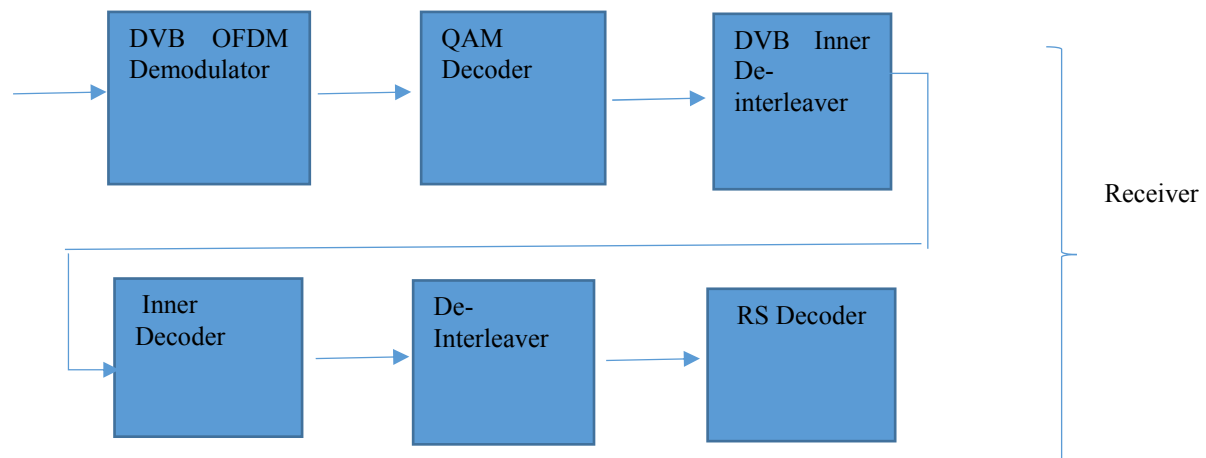 DVB OFDM
Demodulator
QAM
Decoder
DVB Inner
De-
interleaver
Receiver
Inner
Decoder
De-
Interleaver
RS Decoder